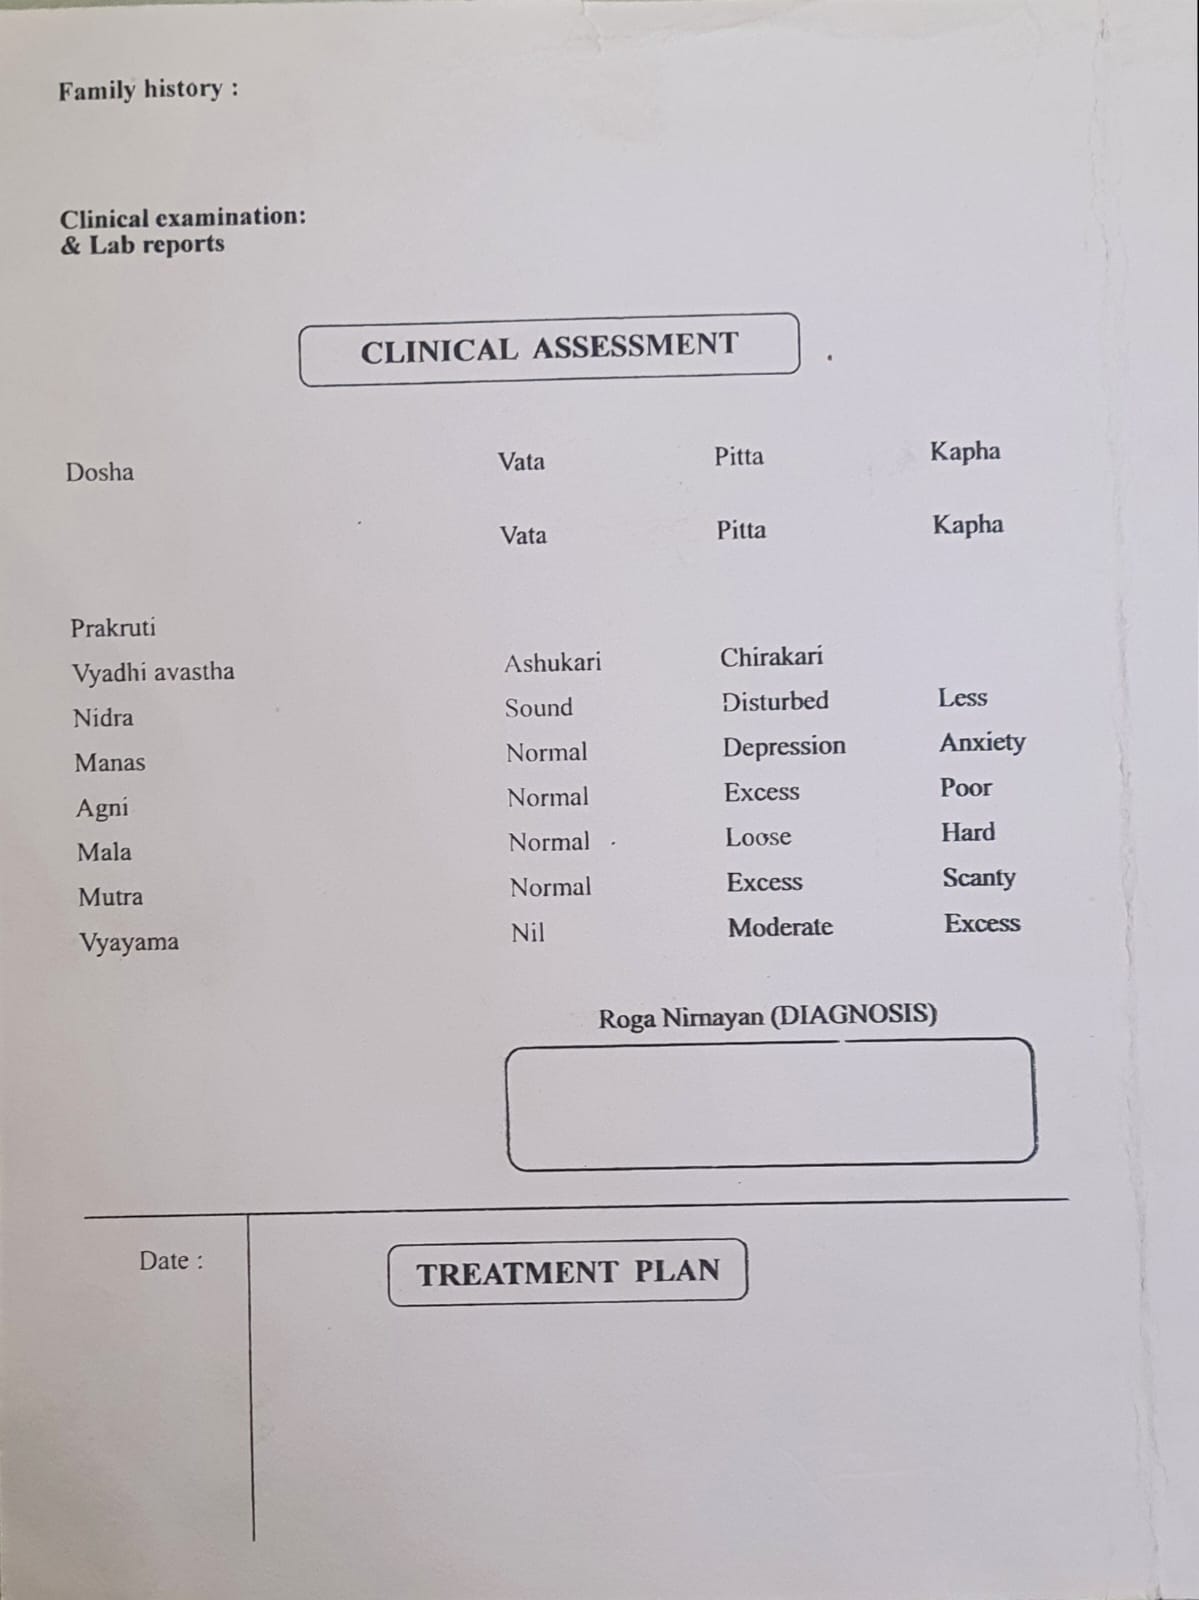 Family history :
Clinical examination:
& Lab reports
CLINICAL ASSESSMENT
Dosha Vata Pitta Kapha
Vata Pitta Kapha
Prakruti
Vyadhi avastha Ashukari Chirakari
Nidra Sound Disturbed Less
Manas Normal Depression Anxiety
Agni Normal Excess Poor
Mala Normal Loose Hard
Mutra Normal Excess Scanty
Vyayama Nil Moderate Excess
Roga Nirnayan (DIAGNOSIS)
Date :
TREATMENT PLAN